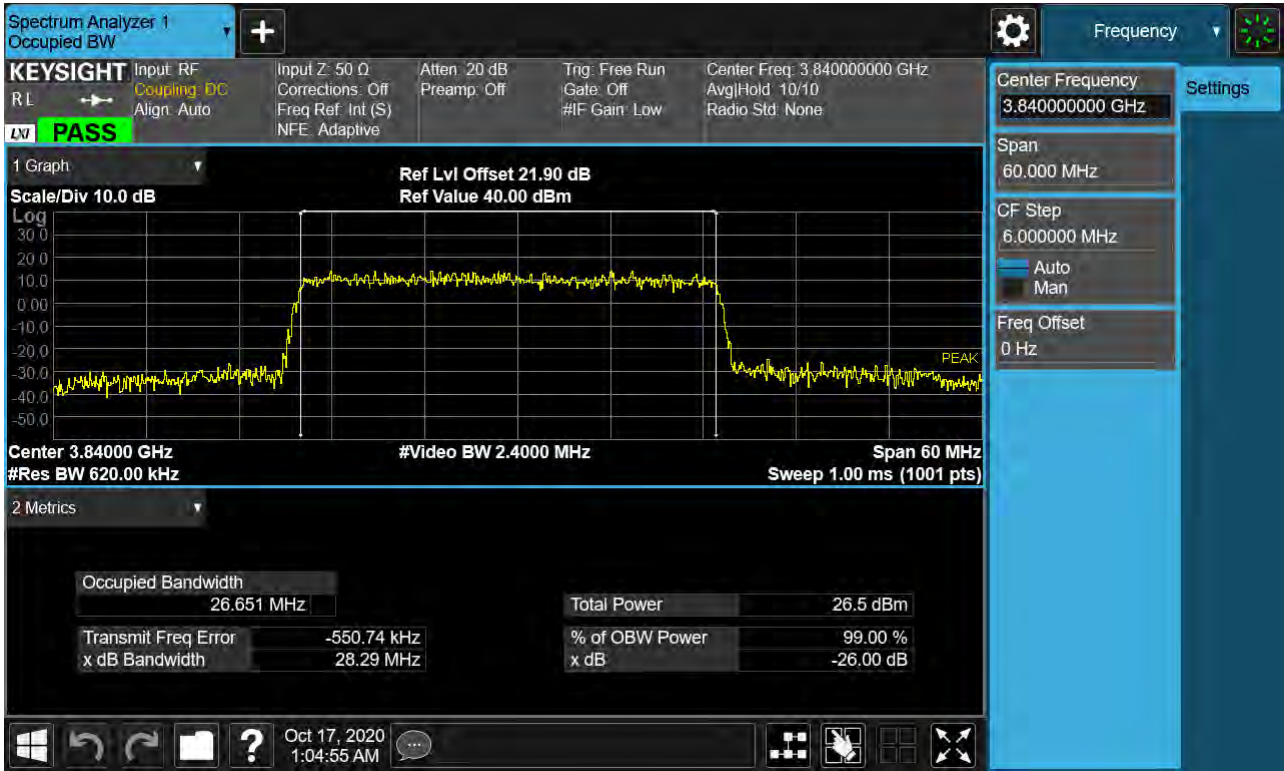 Spectrum Analyzer 1
Occupied BW
+
Frequency
KEYSIGHT
RL
LXI
PASS
Input: RF
Coupling: DC
Align: Auto
Input Z: 50 Ω
Corrections: Off
Freq Ref: Int (S)
NFE: Adaptive
Atten: 20 dB
Preamp: Off
Trig: Free Run
Gate: Off
#IF Gain: Low
Center Freq: 3.840000000 GHz
Avg|Hold: 10/10
Radio Std: None
Center Frequency
3.840000000 GHz
Settings
Span
60.000 MHz
CF Step
6.000000 MHz
Auto
Man
Freq Offset
0 Hz
1 Graph
Scale/Div 10.0 dB
Ref Lvl Offset 21.90 dB
Ref Value 40.00 dBm
Log
30.0
20.0
10.0
0.00
-10.0
-20.0
-30.0
-40.0
-50.0
PEAK
Center 3.84000 GHz
#Video BW 2.4000 MHz
Span 60 MHz
#Res BW 620.00 kHz
Sweep 1.00 ms (1001 pts)
2 Metrics
Occupied Bandwidth
26.651 MHz
Total Power 26.5 dBm
Transmit Freq Error -550.74 kHz
% of OBW Power 99.00 %
x dB Bandwidth 28.29 MHz
x dB -26.00 dB
?
Oct 17, 2020
1:04:55 AM